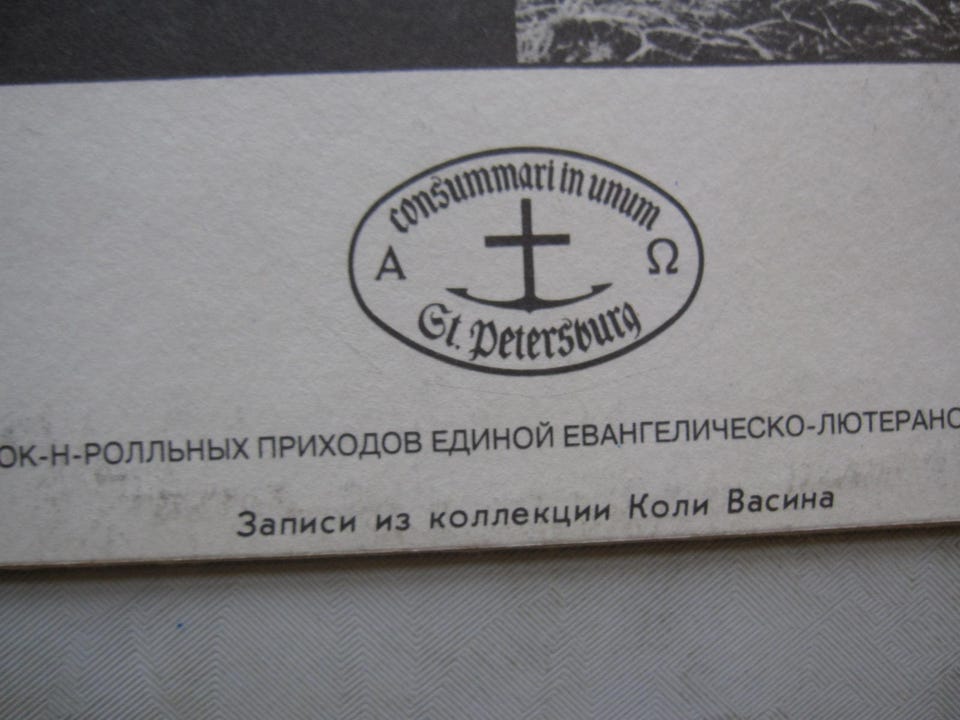 consummari in unum
Α Ω
St. Petersburg
ОК-Н-РОЛЛЬНЫХ ПРИХОДОВ ЕДИНОЙ ЕВАНГЕЛИЧЕСКО-ЛЮТЕРАНС
Записи из коллекции Коли Васина